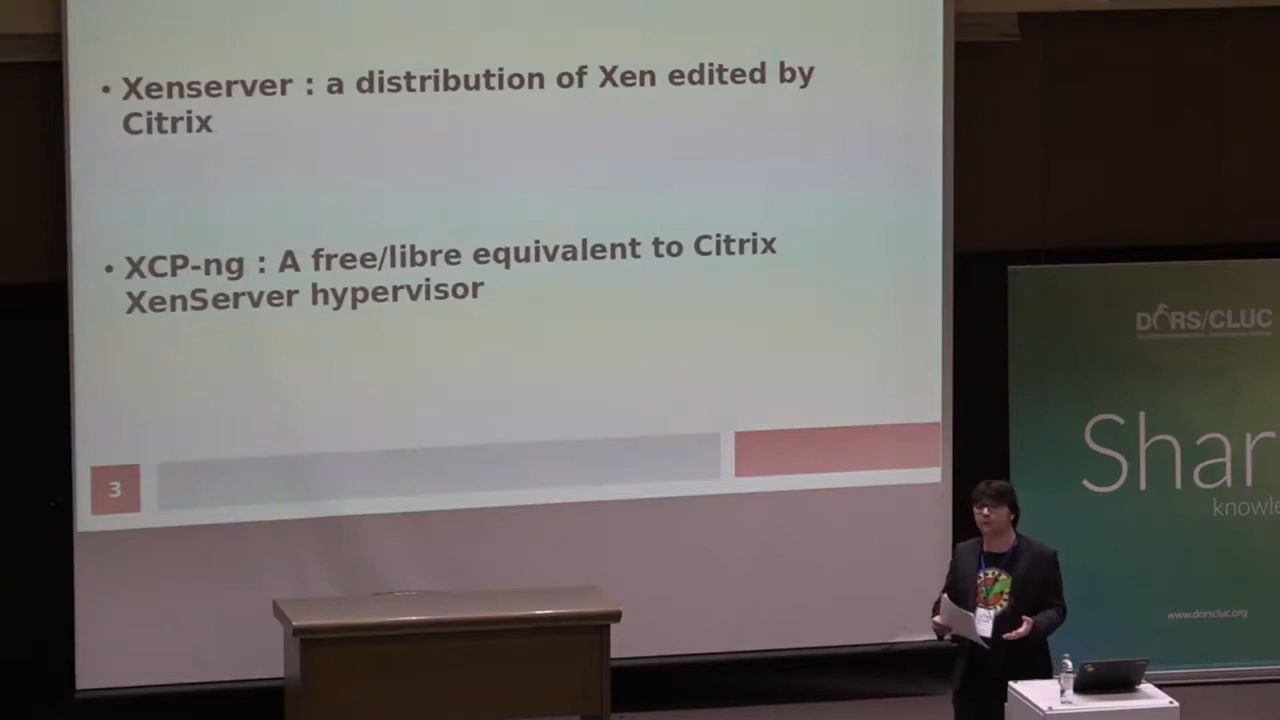 • Xenserver : a distribution of Xen edited by
Citrix
• XCP-ng : A free/libre equivalent to Citrix
XenServer hypervisor
3
DORS/CLUC
Shar
knowle
www.dorscluc.org